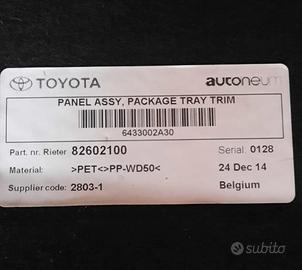 TOYOTA
autoneum
PANEL ASSY, PACKAGE TRAY TRIM
6433002A30
Part. nr. Rieter 82602100 Serial: 0128
Material: >PET<>PP-WD50< 24 Dec 14
Supplier code: 2803-1 Belgium
subito